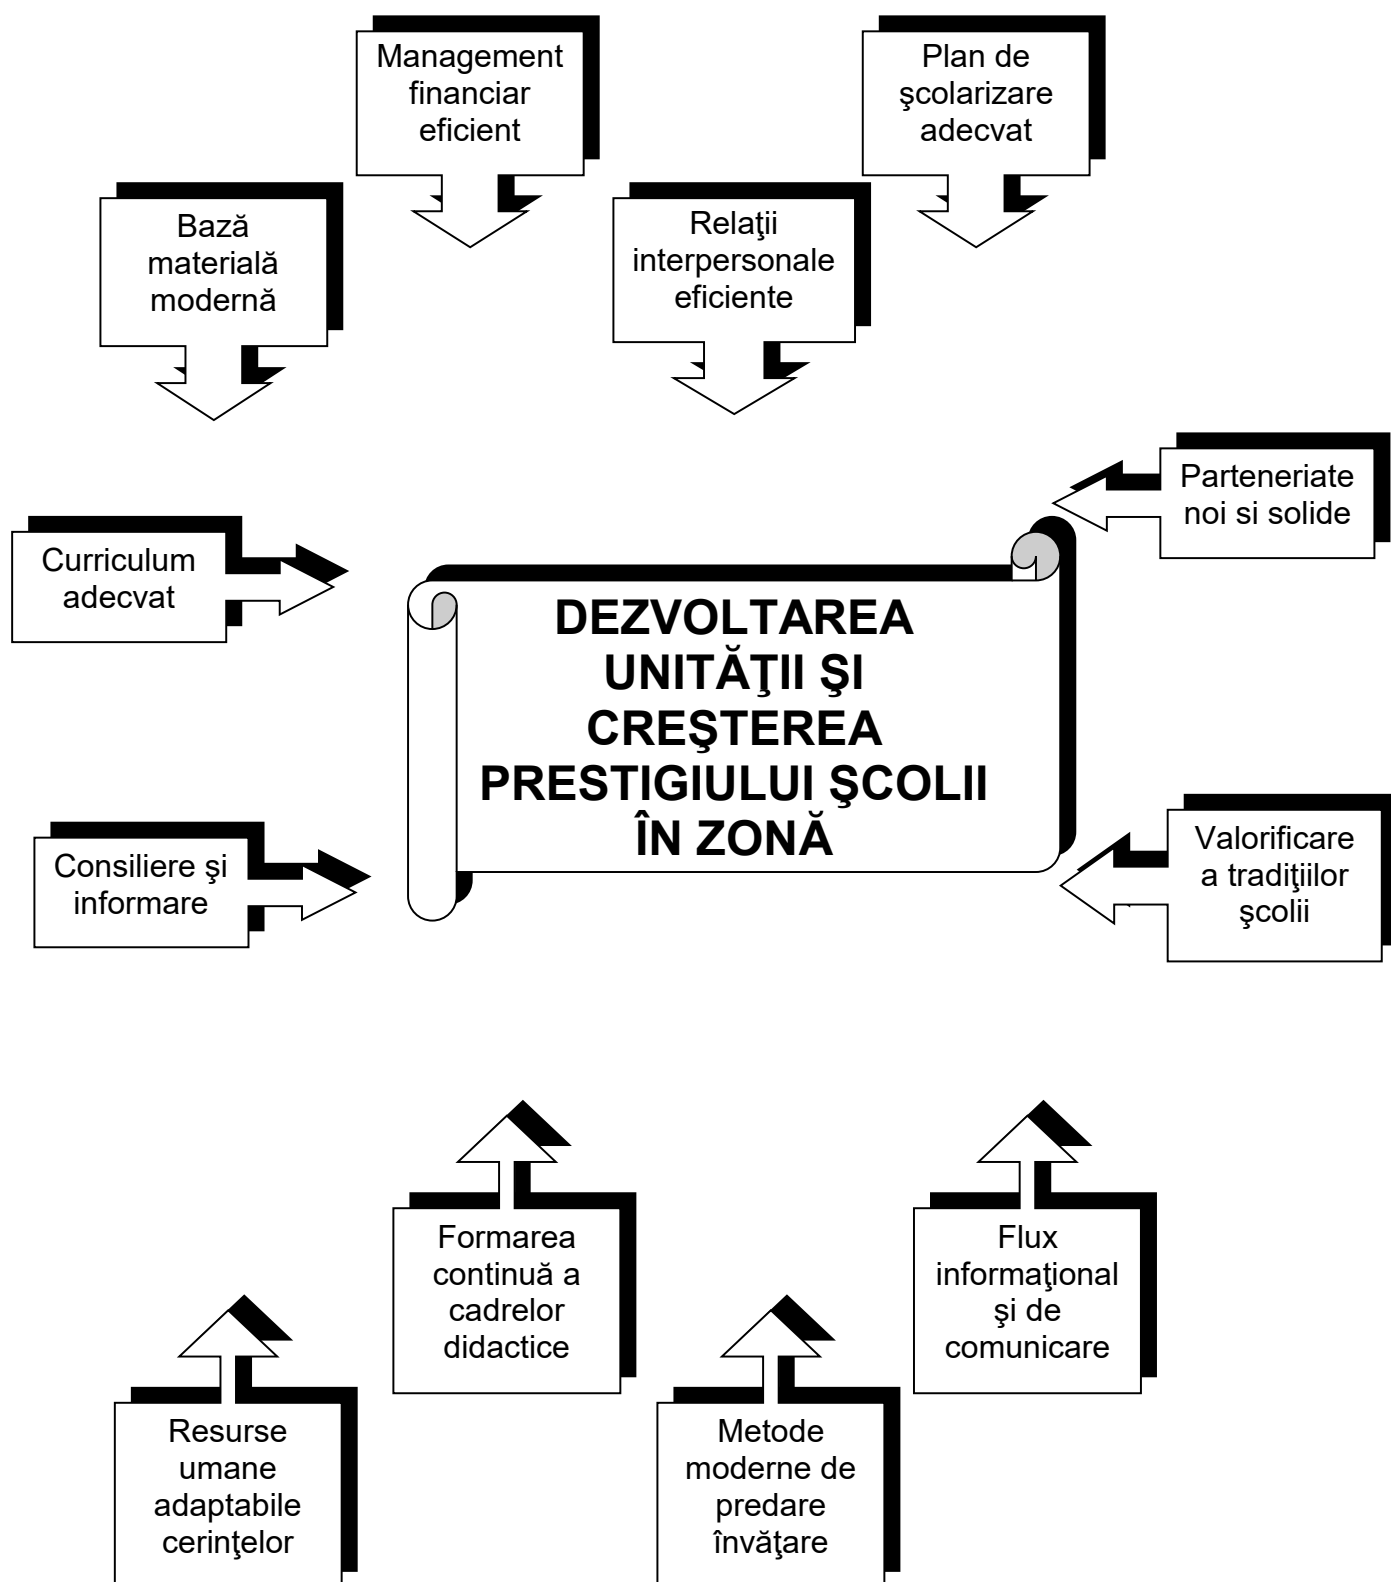 Management
financiar
eficient
Plan de
şcolarizare
adecvat
Bază
materială
modernă
Relaţii
interpersonale
eficiente
Parteneriate
noi si solide
Curriculum
adecvat
DEZVOLTAREA
UNITĂŢII ŞI
CREŞTEREA
PRESTIGIULUI ŞCOLII
ÎN ZONĂ
Consiliere şi
informare
Valorificare
a tradiţiilor
şcolii
Formarea
continuă a
cadrelor
didactice
Flux
informaţional
şi de
comunicare
Resurse
umane
adaptabile
cerinţelor
Metode
moderne de
predare
învăţare